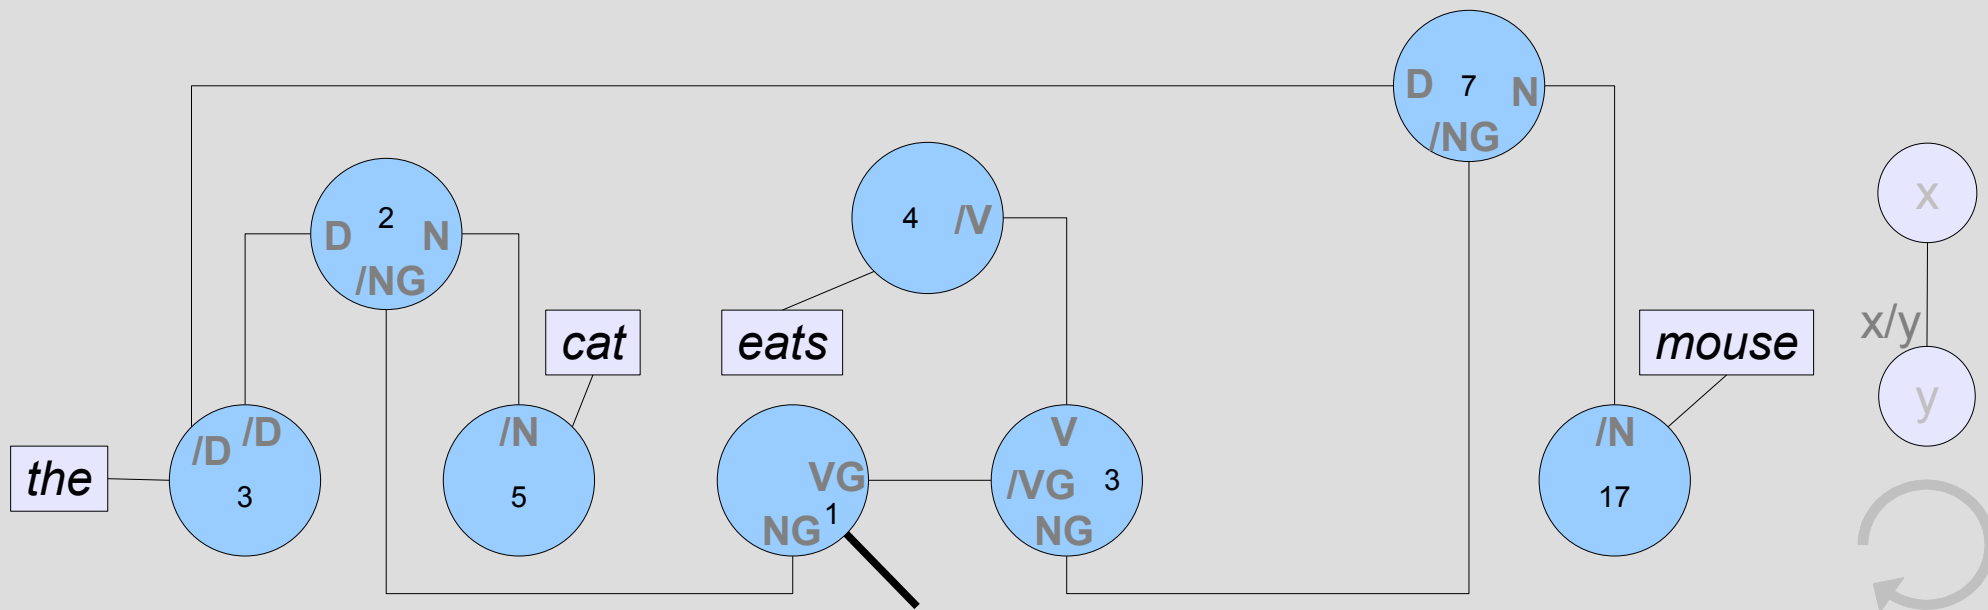 D 7 N
/NG
2
D N
/NG
4 /V
x
cat
eats
mouse
x/y
y
/D /D
3
the
/N
5
VG
1
NG
V
/VG 3
NG
/N
17